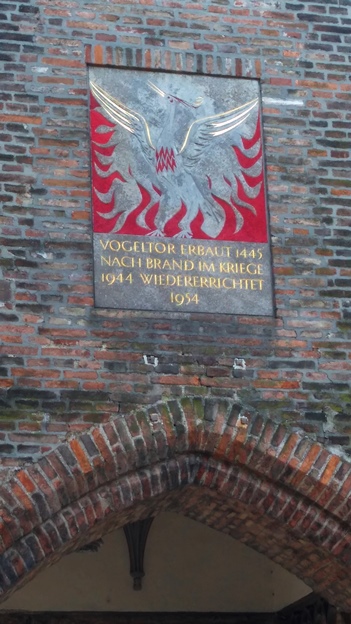 VOGELTOR ERBAUT 1445
NACH BRAND IM KRIEGE
1944 WIEDERERRICHTET
1954